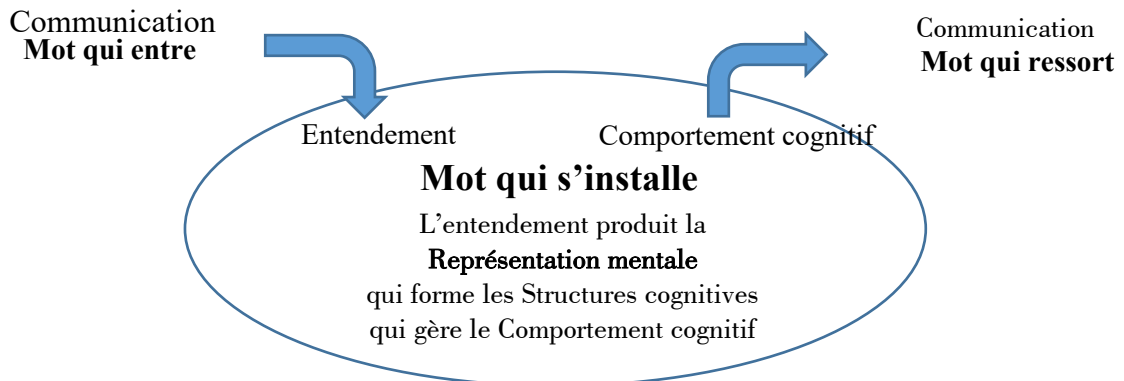 Communication
Mot qui entre
Communication
Mot qui ressort
Entendement
Comportement cognitif
Mot qui s’installe
L’entendement produit la
Représentation mentale
qui forme les Structures cognitives
qui gère le Comportement cognitif